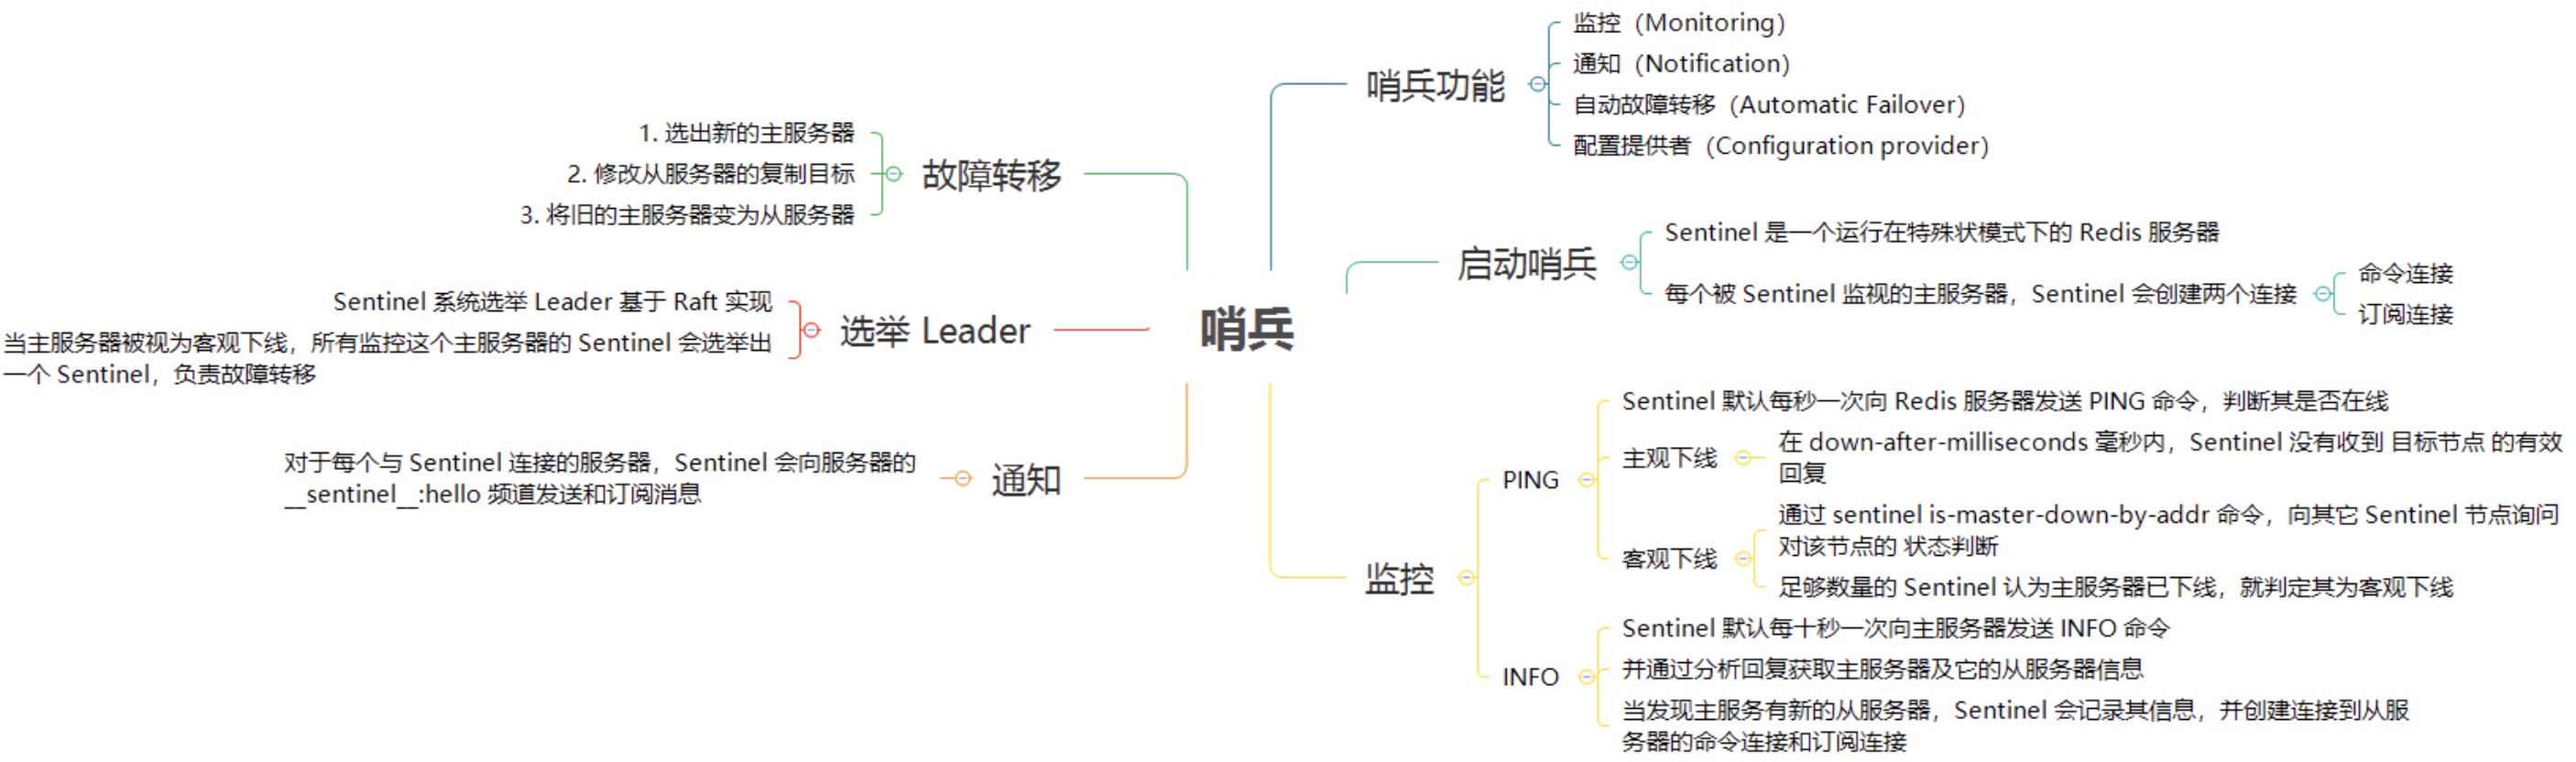 哨兵
哨兵功能
监控（Monitoring）
通知（Notification）
自动故障转移（Automatic Failover）
配置提供者（Configuration provider）
启动哨兵
Sentinel 是一个运行在特殊状模式下的 Redis 服务器
每个被 Sentinel 监视的主服务器，Sentinel 会创建两个连接
命令连接
订阅连接
监控
PING
Sentinel 默认每秒一次向 Redis 服务器发送 PING 命令，判断其是否在线
主观下线
在 down-after-milliseconds 毫秒内，Sentinel 没有收到 目标节点 的有效
回复
客观下线
通过 sentinel is-master-down-by-addr 命令，向其它 Sentinel 节点询问
对该节点的 状态判断
足够数量的 Sentinel 认为主服务器已下线，就判定其为客观下线
INFO
Sentinel 默认每十秒一次向主服务器发送 INFO 命令
并通过分析回复获取主服务器及它的从服务器信息
当发现主服务有新的从服务器，Sentinel 会记录其信息，并创建连接到从服
务器的命令连接和订阅连接
故障转移
1. 选出新的主服务器
2. 修改从服务器的复制目标
3. 将旧的主服务器变为从服务器
选举 Leader
Sentinel 系统选举 Leader 基于 Raft 实现
当主服务器被视为客观下线，所有监控这个主服务器的 Sentinel 会选举出
一个 Sentinel，负责故障转移
通知
对于每个与 Sentinel 连接的服务器，Sentinel 会向服务器的
__sentinel__:hello 频道发送和订阅消息